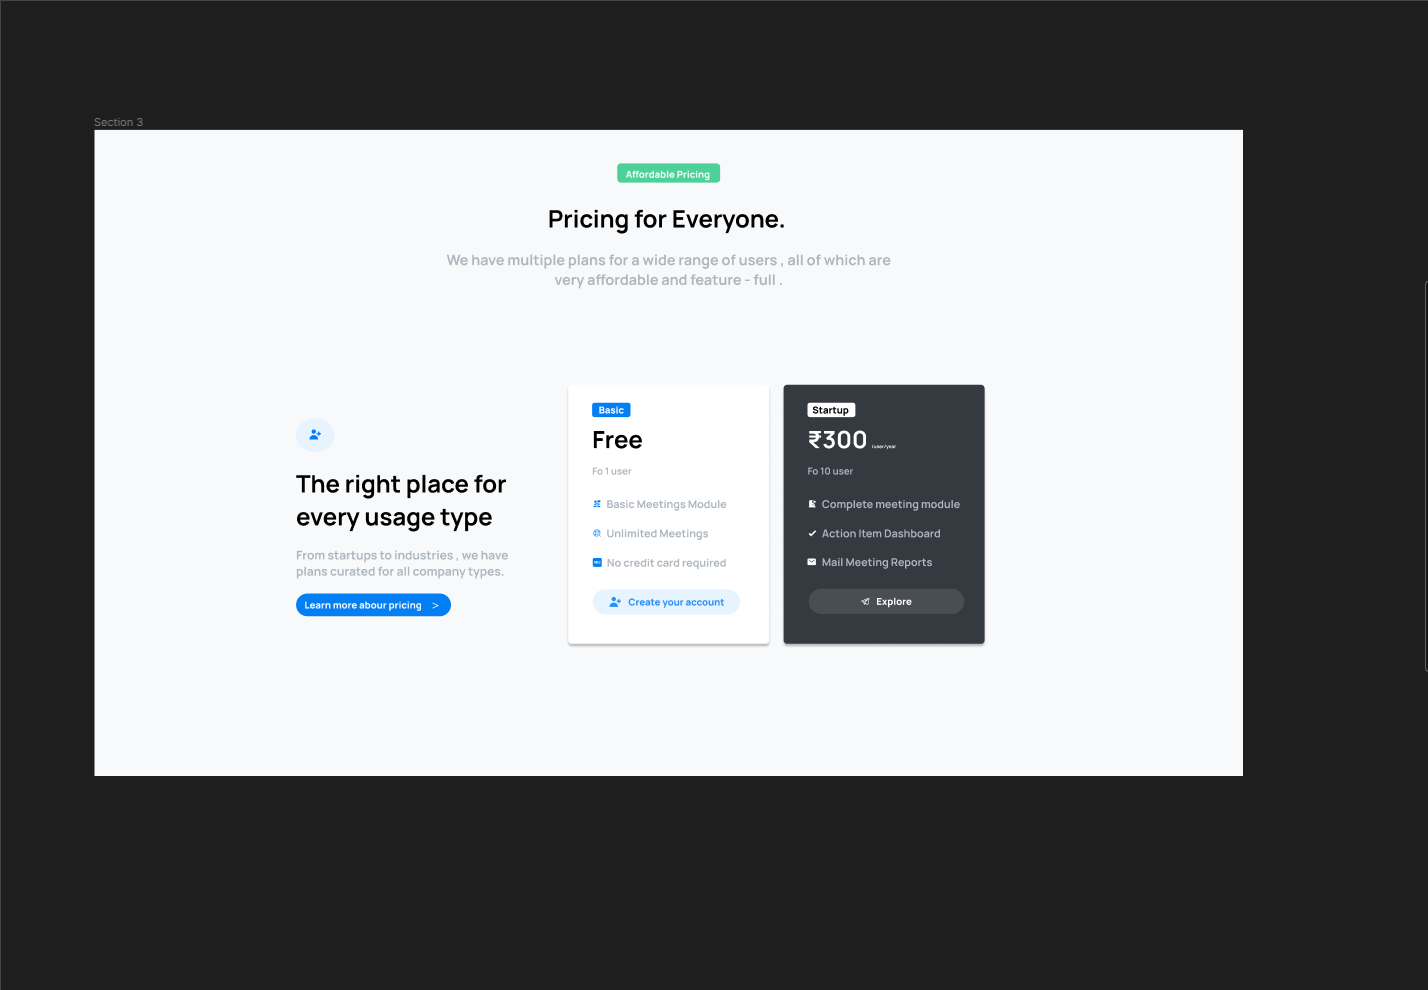 Section 3
Affordable Pricing
Pricing for Everyone.
We have multiple plans for a wide range of users , all of which are
very affordable and feature - full .
The right place for
every usage type
From startups to industries , we have
plans curated for all company types.
Learn more abour pricing >
Basic
Free
Fo 1 user
Basic Meetings Module
Unlimited Meetings
No credit card required
Create your account
Startup
₹300 /user/year
Fo 10 user
Complete meeting module
Action Item Dashboard
Mail Meeting Reports
Explore